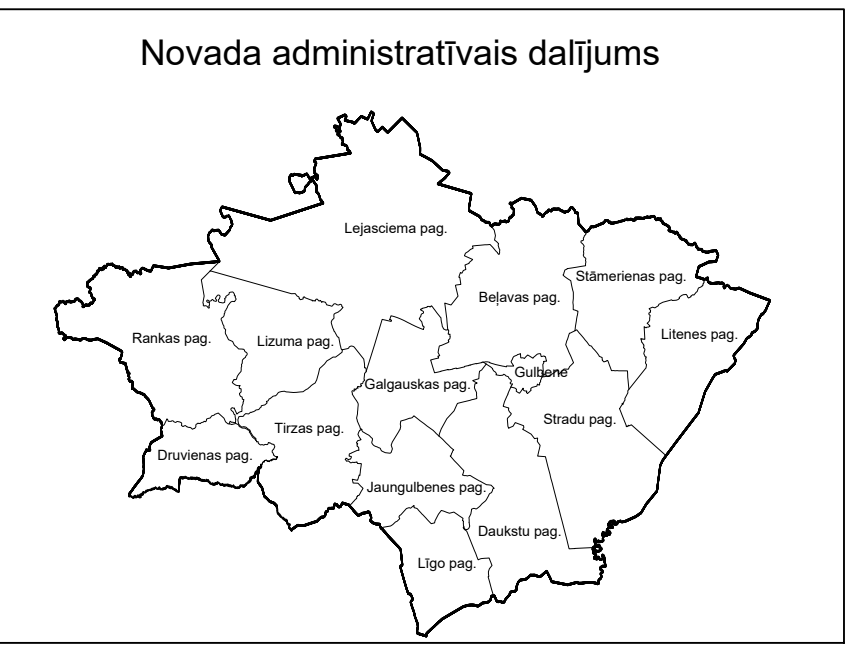 Novada administratīvais dalījums
Lejasciema pag.
Stāmerienas pag.
Beļavas pag.
Rankas pag.
Lizuma pag.
Litenes pag.
Gulbene
Galgauskas pag.
Stradu pag.
Tirzas pag.
Druvienas pag.
Jaungulbenes pag.
Daukstu pag.
Līgo pag.